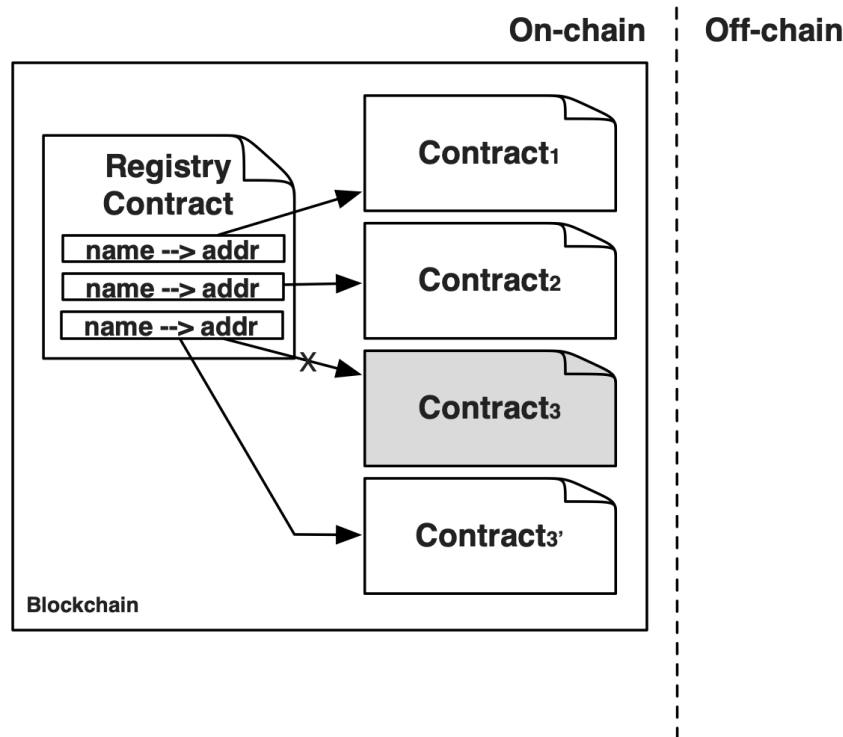 On-chain
Off-chain
Registry
Contract
name --> addr
name --> addr
name --> addr
X
Contract1
Contract2
Contract3
Contract3’
Blockchain